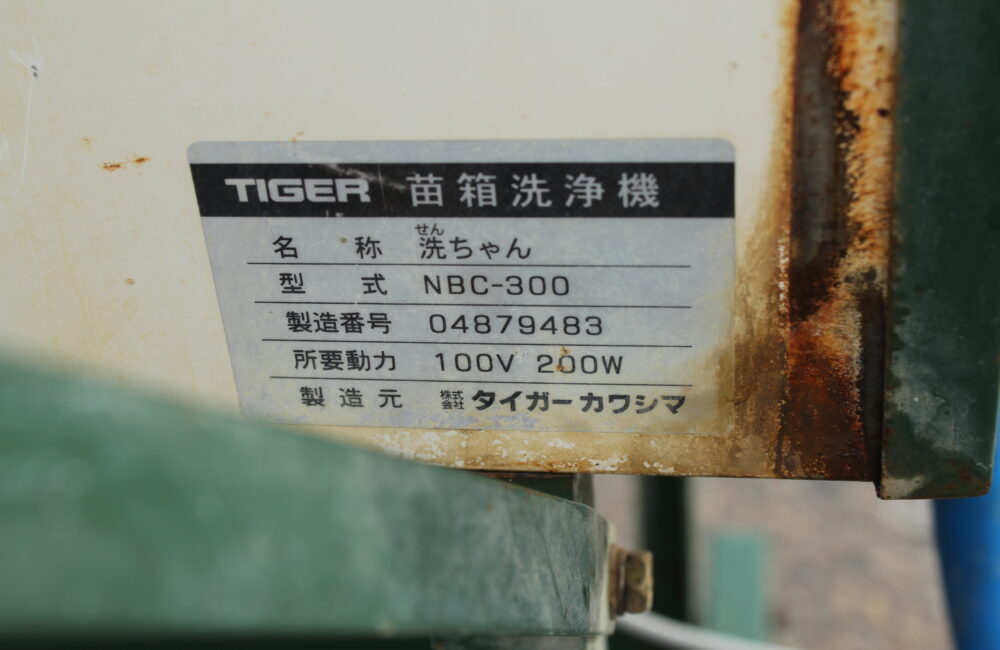 TIGER 苗箱洗浄機
せん
名称 洗ちゃん
型式 NBC-300
製造番号 04879483
所要動力 100V 200W
製造元 株式会社 タイガーカワシマ